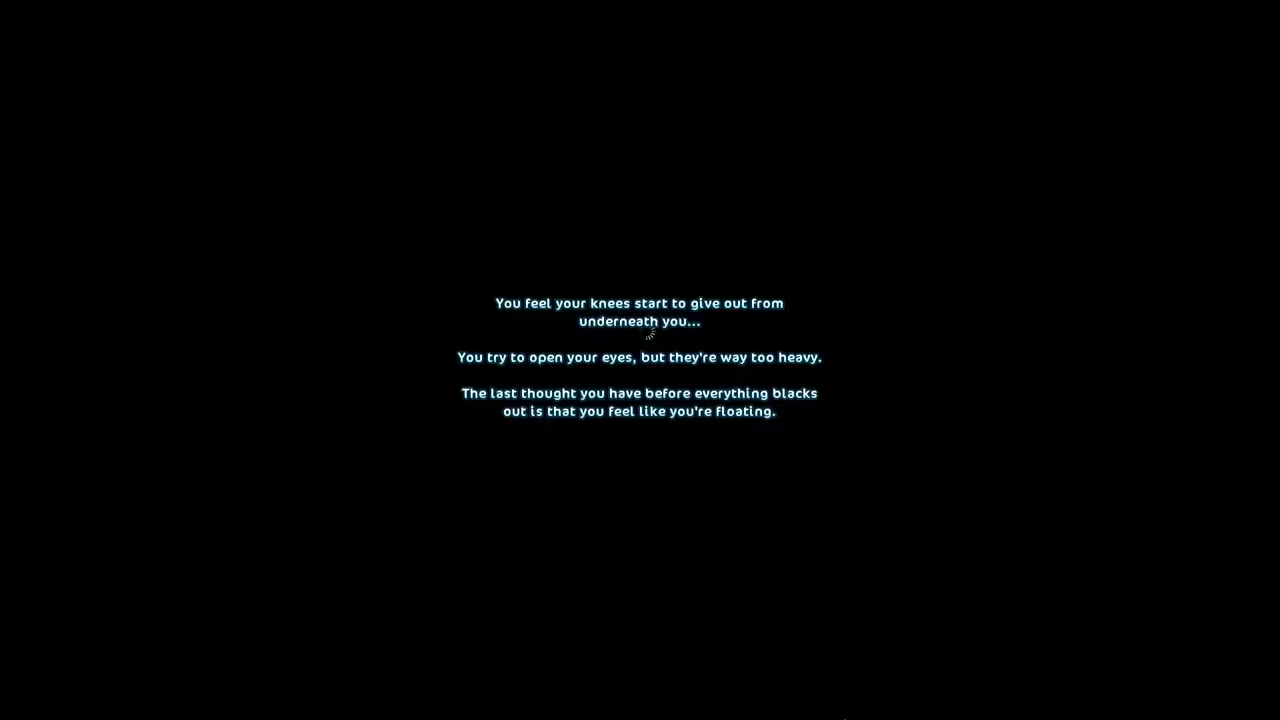 You feel your knees start to give out from
underneath you...
You try to open your eyes, but they're way too heavy.
The last thought you have before everything blacks
out is that you feel like you're floating.